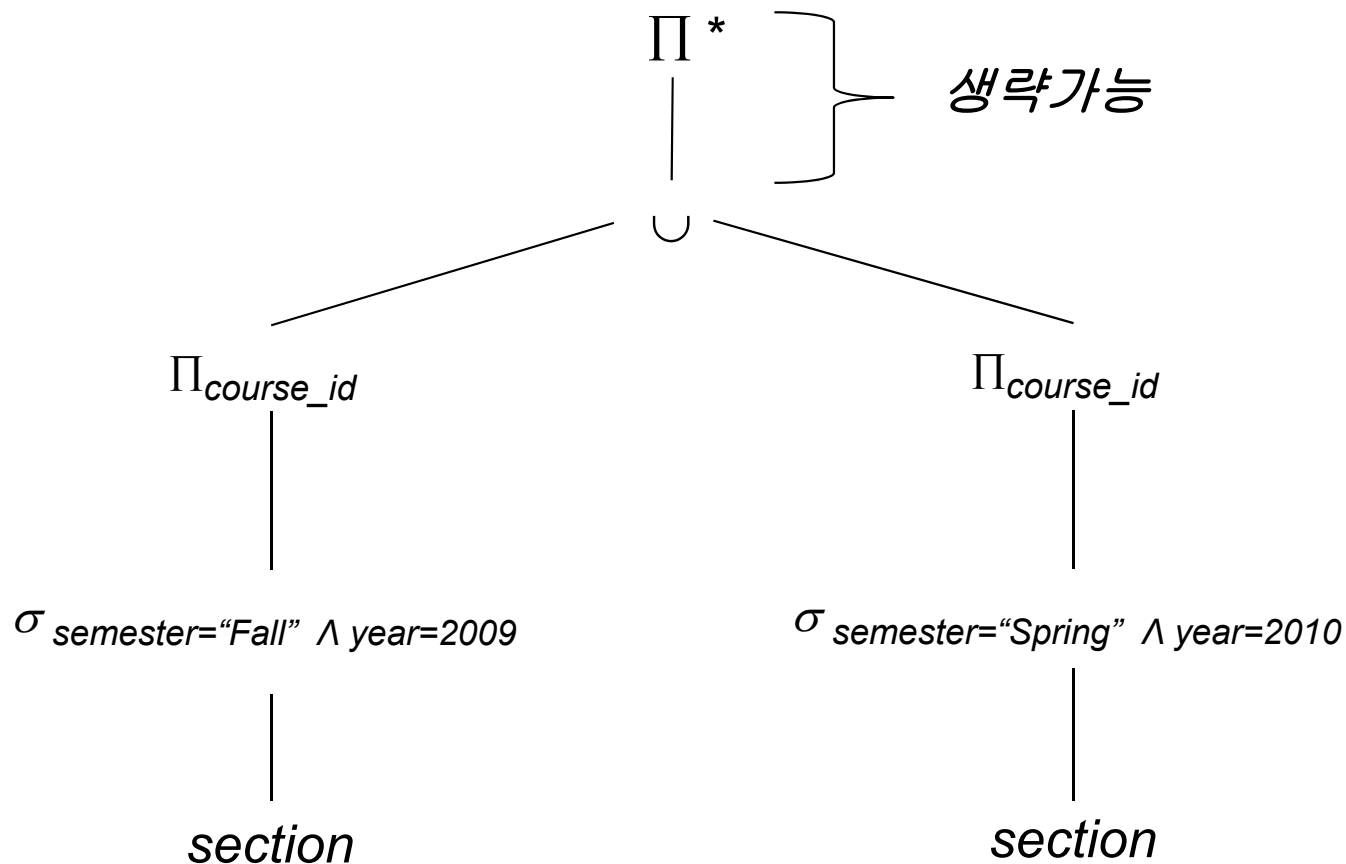 ∏ *
생략가능
∪
∏course_id
∏course_id
σ semester=“Fall” Λ year=2009
σ semester=“Spring” Λ year=2010
section
section